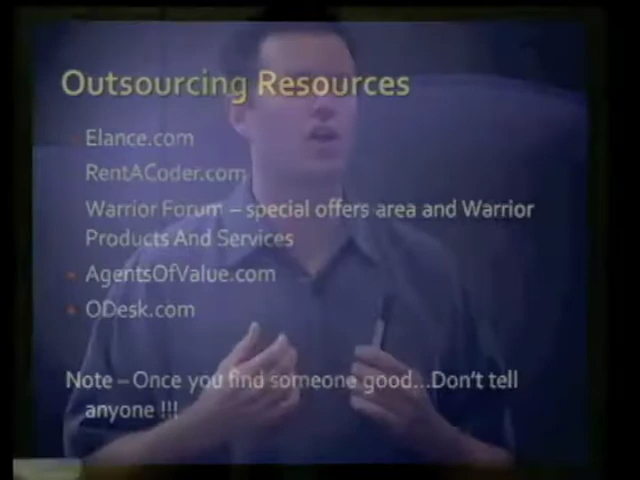 Outsourcing Resources
Elance.com
RentACoder.com
Warrior Forum – special offers area and Warrior
Products And Services
AgentsOfValue.com
ODesk.com
Note – Once you find someone good...Don't tell
anyone !!!